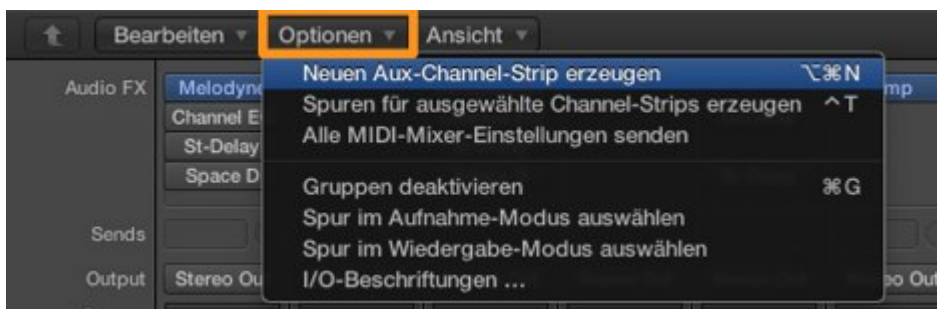 Bearbeiten Optionen Ansicht
Neuen Aux-Channel-Strip erzeugen ⌥⌘N
Audio FX Melodyne mp
Spuren für ausgewählte Channel-Strips erzeugen ^T
Channel E
Alle MIDI-Mixer-Einstellungen senden
St-Delay
Space D
Gruppen deaktivieren ⌘G
Spur im Aufnahme-Modus auswählen
Sends
Spur im Wiedergabe-Modus auswählen
Output Stereo Ou
I/O-Beschriftungen ...
eo Out